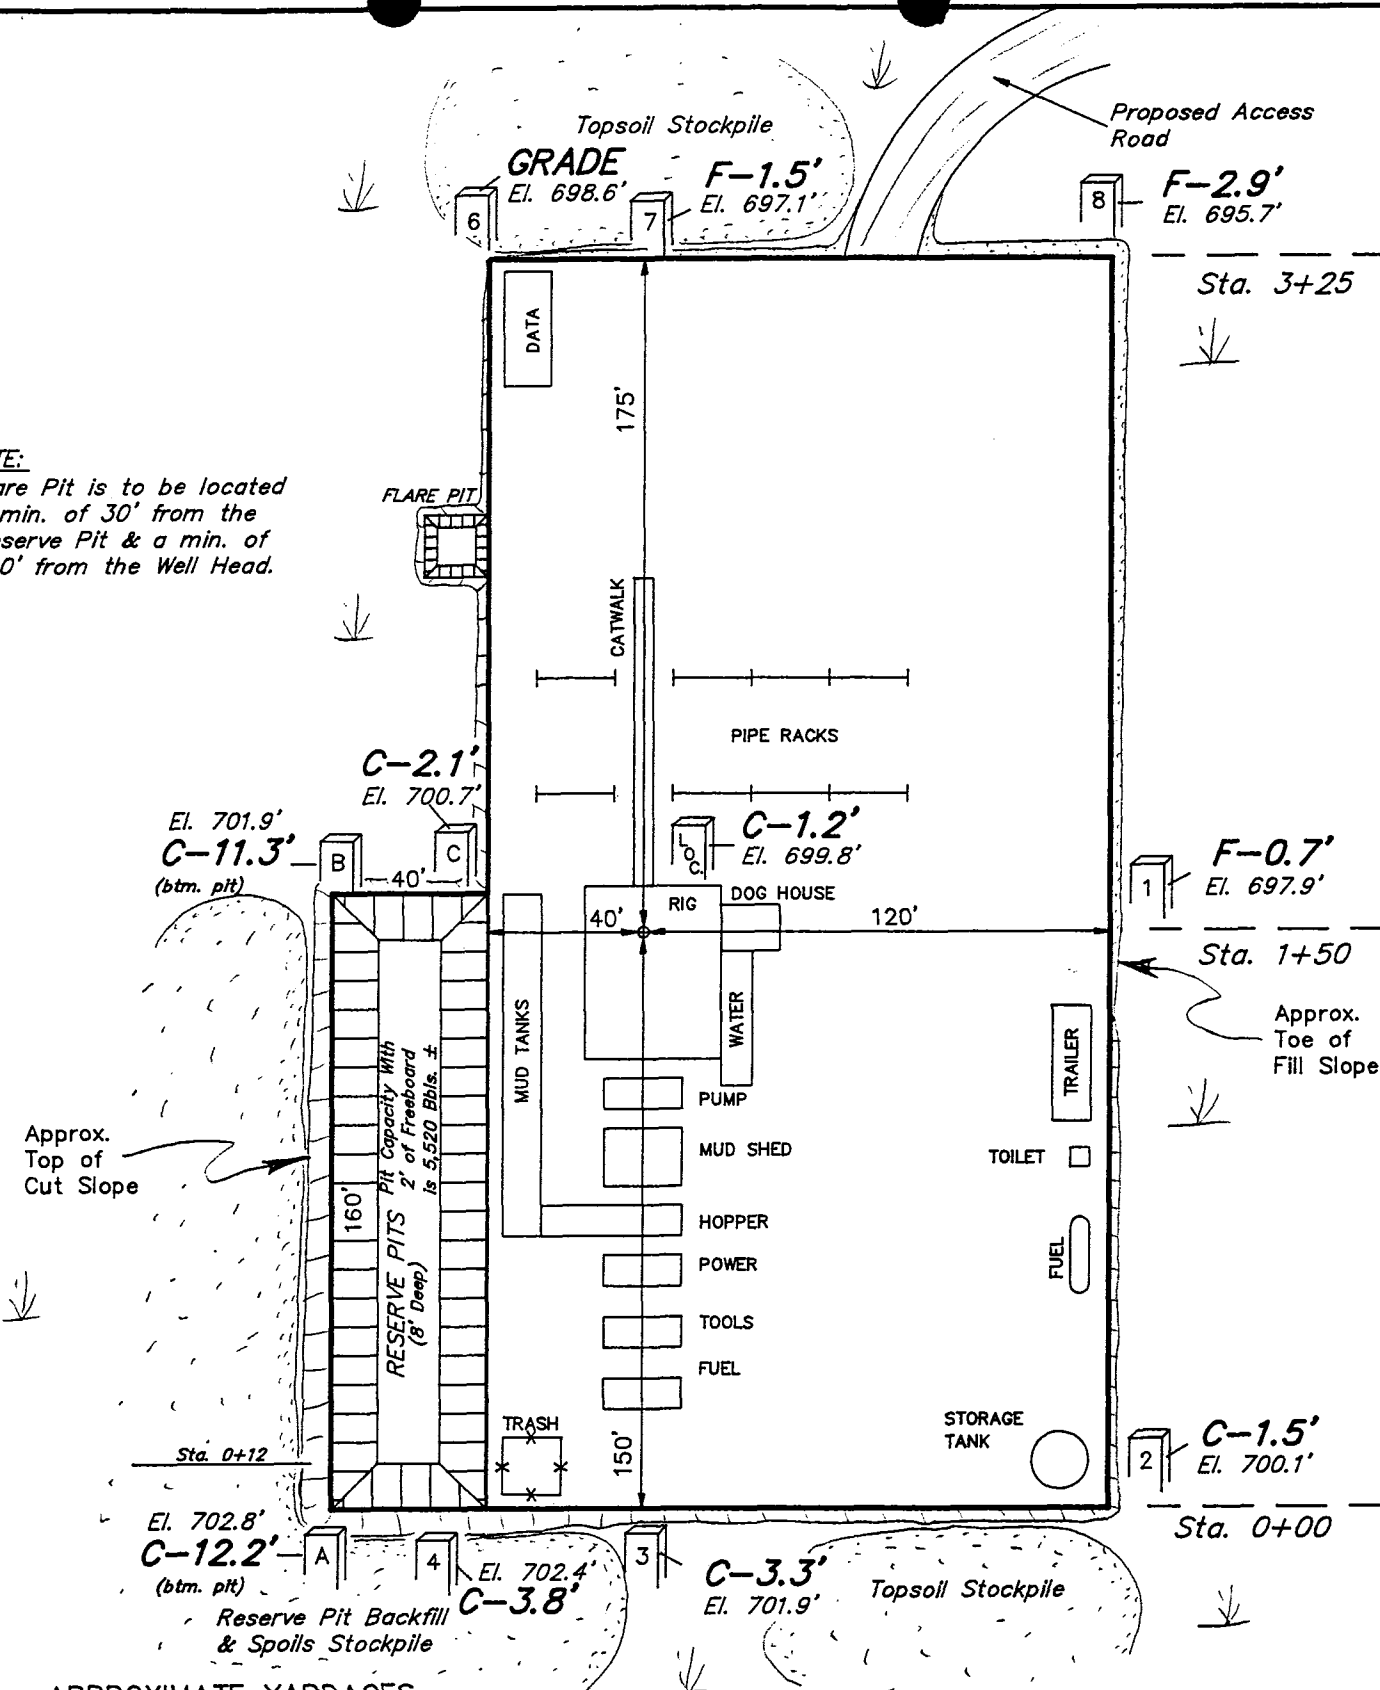 Topsoil Stockpile
Proposed Access
Road
GRADE
El. 698.6'
6
F-1.5'
El. 697.1'
7
8
F-2.9'
El. 695.7'
Sta. 3+25
DATA
175'
TE:
are Pit is to be located
min. of 30' from the
serve Pit & a min. of
0' from the Well Head.
FLARE PIT
CATWALK
PIPE RACKS
C-2.1'
El. 700.7'
C
El. 701.9'
C-11.3'
(btm. pit)
B
40'
LOC.
C-1.2'
El. 699.8'
F-0.7'
El. 697.9'
1
RIG
DOG HOUSE
40'
120'
Sta. 1+50
Approx.
Toe of
Fill Slope
MUD TANKS
WATER
TRAILER
PUMP
MUD SHED
TOILET
HOPPER
POWER
FUEL
TOOLS
FUEL
Approx.
Top of
Cut Slope
160'
RESERVE PITS
(8' Deep)
Pit Capacity With
2' of Freeboard
is 5,520 Bbls. ±
TRASH
150'
STORAGE
TANK
Sta. 0+12
2
C-1.5'
El. 700.1'
Sta. 0+00
El. 702.8'
C-12.2'
(btm. pit)
A
4
El. 702.4'
C-3.8'
3
C-3.3'
El. 701.9'
Topsoil Stockpile
Reserve Pit Backfill
& Spoils Stockpile
APPROXIMATE YARDAGES